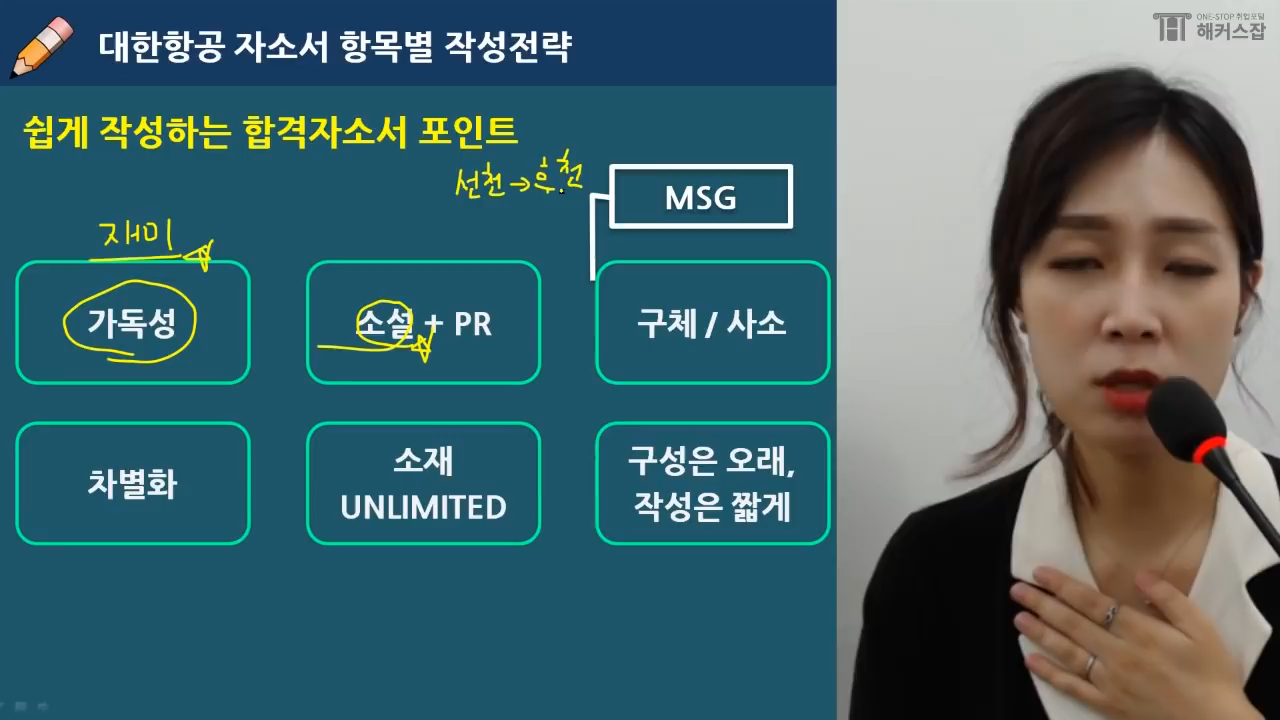 대한항공 자소서 항목별 작성전략
ONE-STOP 취업포털
해커스잡
쉽게 작성하는 합격자소서 포인트
선천→후천
MSG
재미
가독성
소설 + PR
구체 / 사소
차별화
소재
UNLIMITED
구성은 오래,
작성은 짧게